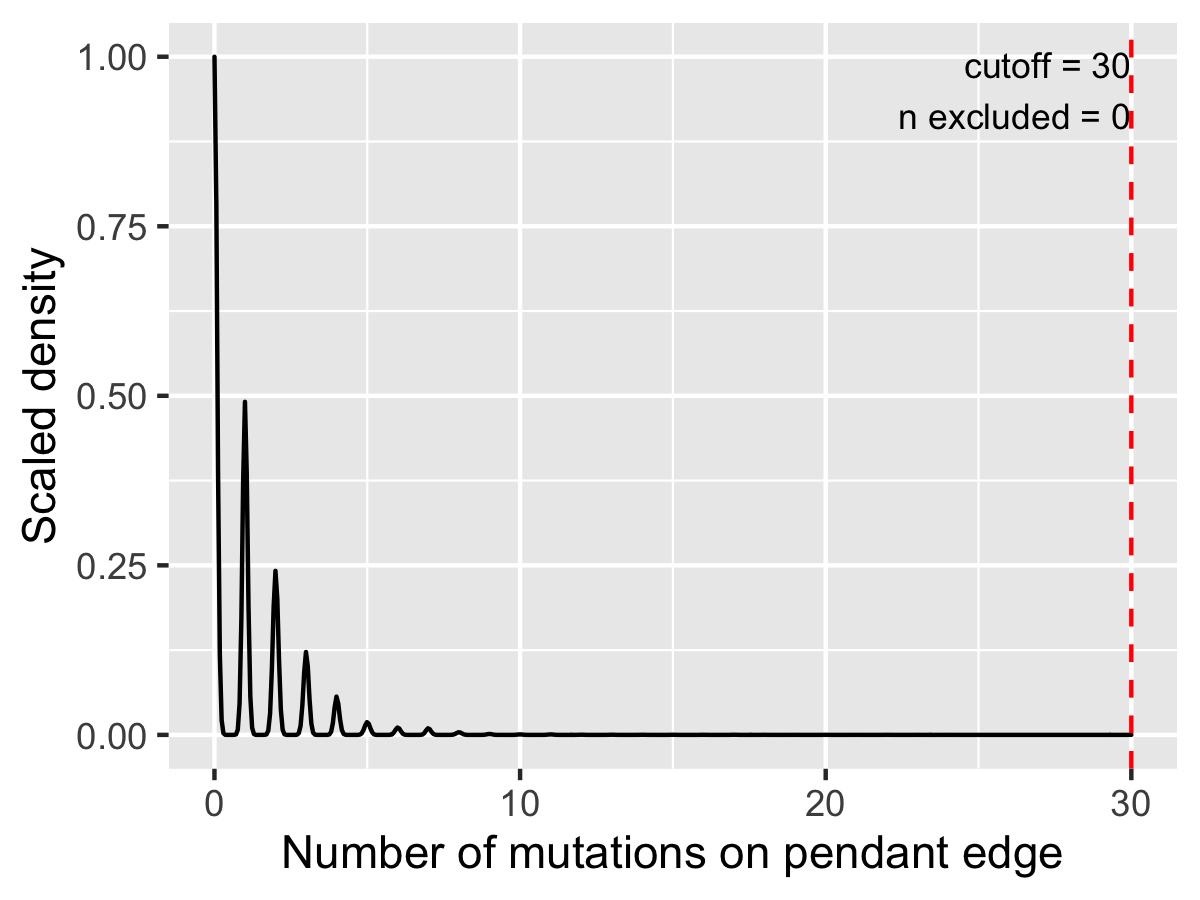 cutoff = 30
n excluded = 0
1.00
0.75
0.50
0.25
0.00
Scaled density
0 10 20 30
Number of mutations on pendant edge